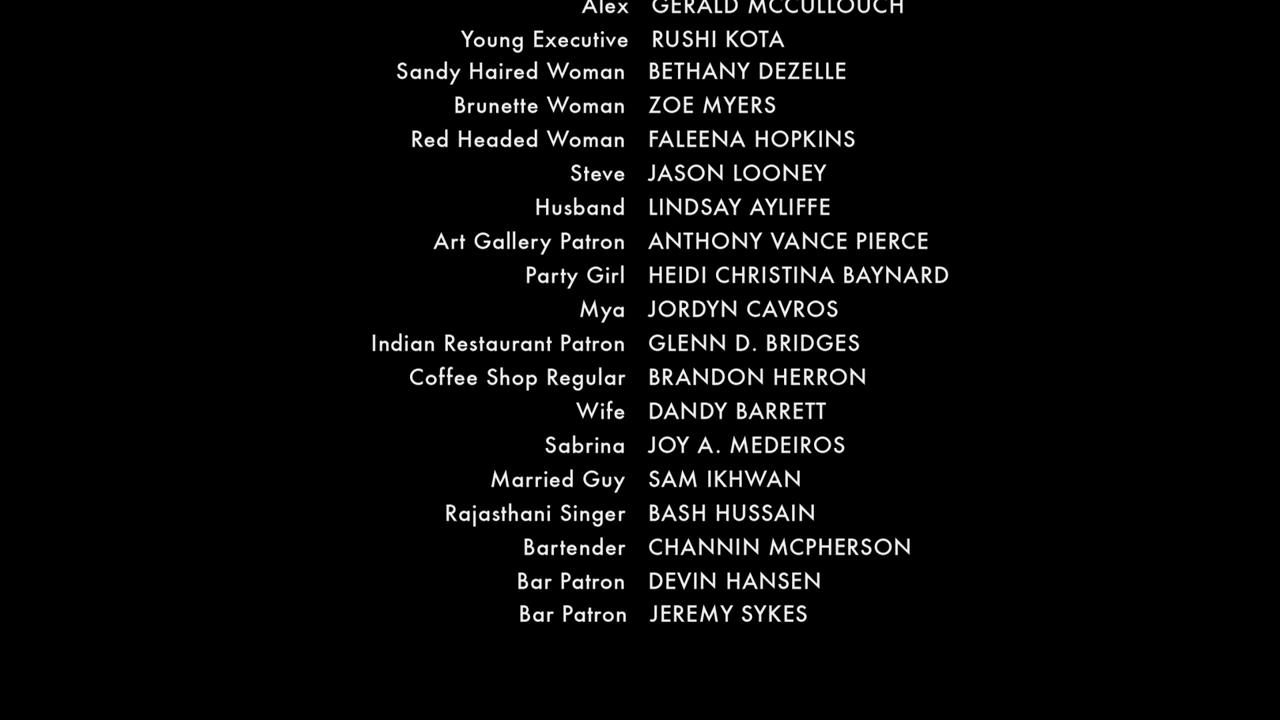 Alex GERALD MCCULLOUCH
Young Executive RUSHI KOTA
Sandy Haired Woman BETHANY DEZELLE
Brunette Woman ZOE MYERS
Red Headed Woman FALEENA HOPKINS
Steve JASON LOONEY
Husband LINDSAY AYLIFFE
Art Gallery Patron ANTHONY VANCE PIERCE
Party Girl HEIDI CHRISTINA BAYNARD
Mya JORDYN CAVROS
Indian Restaurant Patron GLENN D. BRIDGES
Coffee Shop Regular BRANDON HERRON
Wife DANDY BARRETT
Sabrina JOY A. MEDEIROS
Married Guy SAM IKHWAN
Rajasthani Singer BASH HUSSAIN
Bartender CHANNIN MCPHERSON
Bar Patron DEVIN HANSEN
Bar Patron JEREMY SYKES